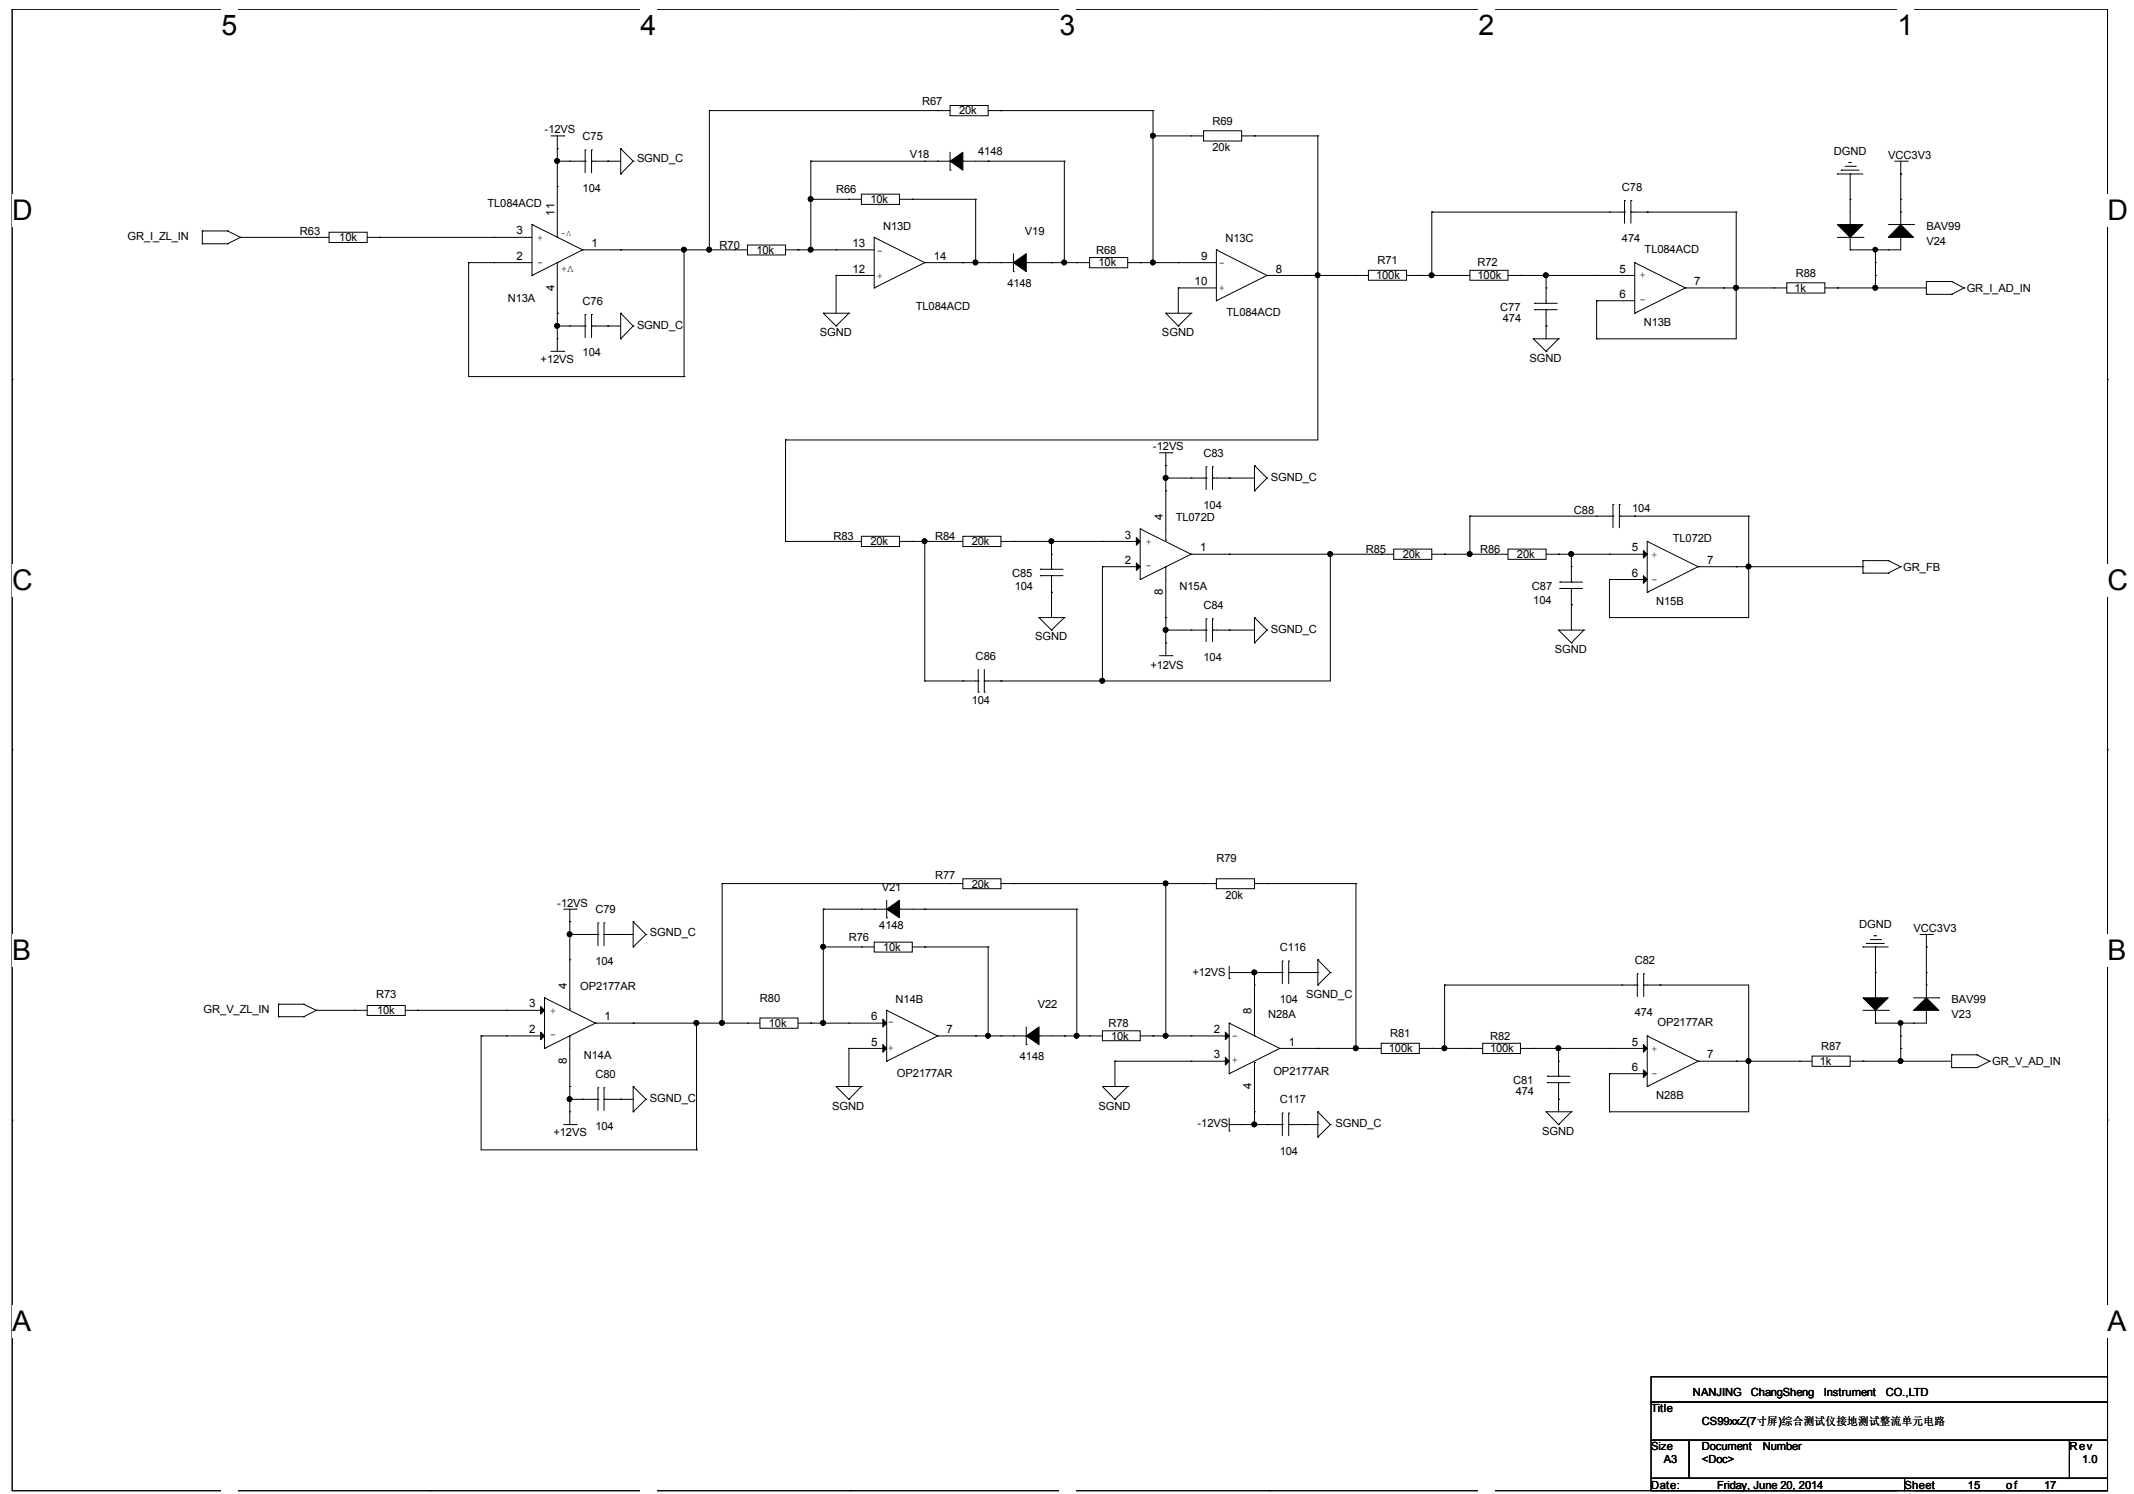 5 4 3 2 1
R67
20k
-12VS C75
SGND_C
104
R69
20k
V18 4148
R66
10k
DGND VCC3V3
D
D
TL084ACD
11
GR_I_ZL_IN
R63
10k
3
2
1
+
-
-V
+V
4
N13A
C76
SGND_C
104
+12VS
R70
10k
N13D
13
12
14
-
+
TL084ACD
SGND
V19
4148
R68
10k
N13C
9
10
8
-
+
TL084ACD
SGND
R71
100k
R72
100k
C78
474
TL084ACD
5
6
7
+
-
N13B
C77
474
SGND
BAV99
V24
R88
1k
GR_I_AD_IN
-12VS
C83
SGND_C
104
4
TL072D
R83
20k
R84
20k
C85
104
SGND
3
2
1
+
-
N15A
8
C84
SGND_C
104
+12VS
C86
104
R85
20k
R86
20k
C88 104
TL072D
5
6
7
+
-
N15B
C87
104
SGND
GR_FB
C
C
R77
20k
R79
20k
V21
4148
R76
10k
-12VS
C79
SGND_C
104
4
OP2177AR
B
B
GR_V_ZL_IN
R73
10k
3
2
1
+
-
8
N14A
C80
SGND_C
104
+12VS
R80
10k
N14B
6
5
7
-
+
OP2177AR
SGND
V22
4148
R78
10k
SGND
+12VS
C116
104
SGND_C
N28A
8
2
3
1
-
+
OP2177AR
4
C117
-12VS
SGND_C
104
R81
100k
R82
100k
C82
474
OP2177AR
5
6
7
+
-
N28B
C81
474
SGND
DGND VCC3V3
BAV99
V23
R87
1k
GR_V_AD_IN
A
A
NANJING ChangSheng Instrument CO.,LTD
Title
CS99xxZ(7寸屏)综合测试仪接地测试整流单元电路
Size Document Number Rev
A3 <Doc> 1.0
Date: Friday, June 20, 2014 Sheet 15 of 17